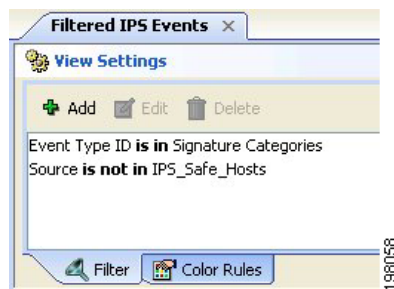 Filtered IPS Events
View Settings
Add Edit Delete
Event Type ID is in Signature Categories
Source is not in IPS_Safe_Hosts
Filter Color Rules
198058